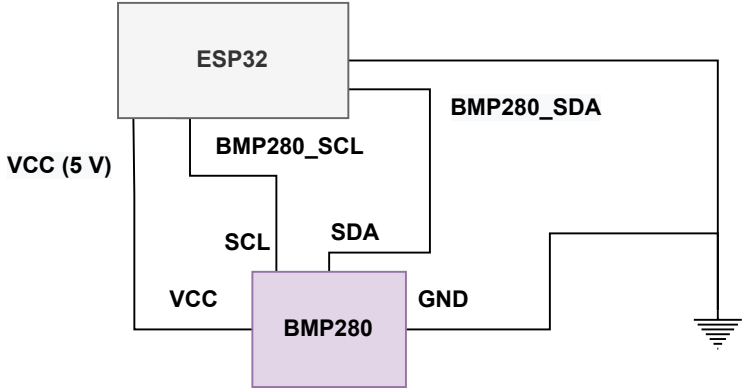 ESP32
BMP280_SDA
BMP280_SCL
VCC (5 V)
SCL
SDA
VCC
GND
BMP280